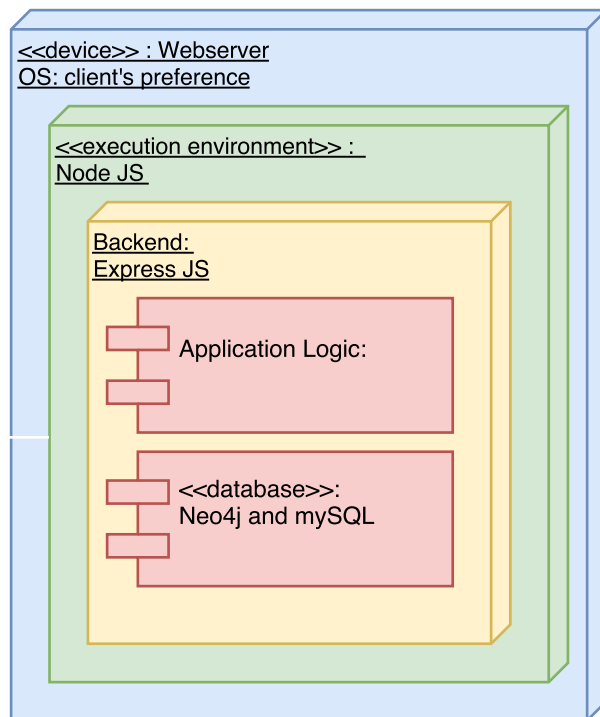 <<device>> : Webserver
OS: client's preference
<<execution environment>> :
Node JS
Backend:
Express JS
Application Logic:
<<database>>:
Neo4j and mySQL